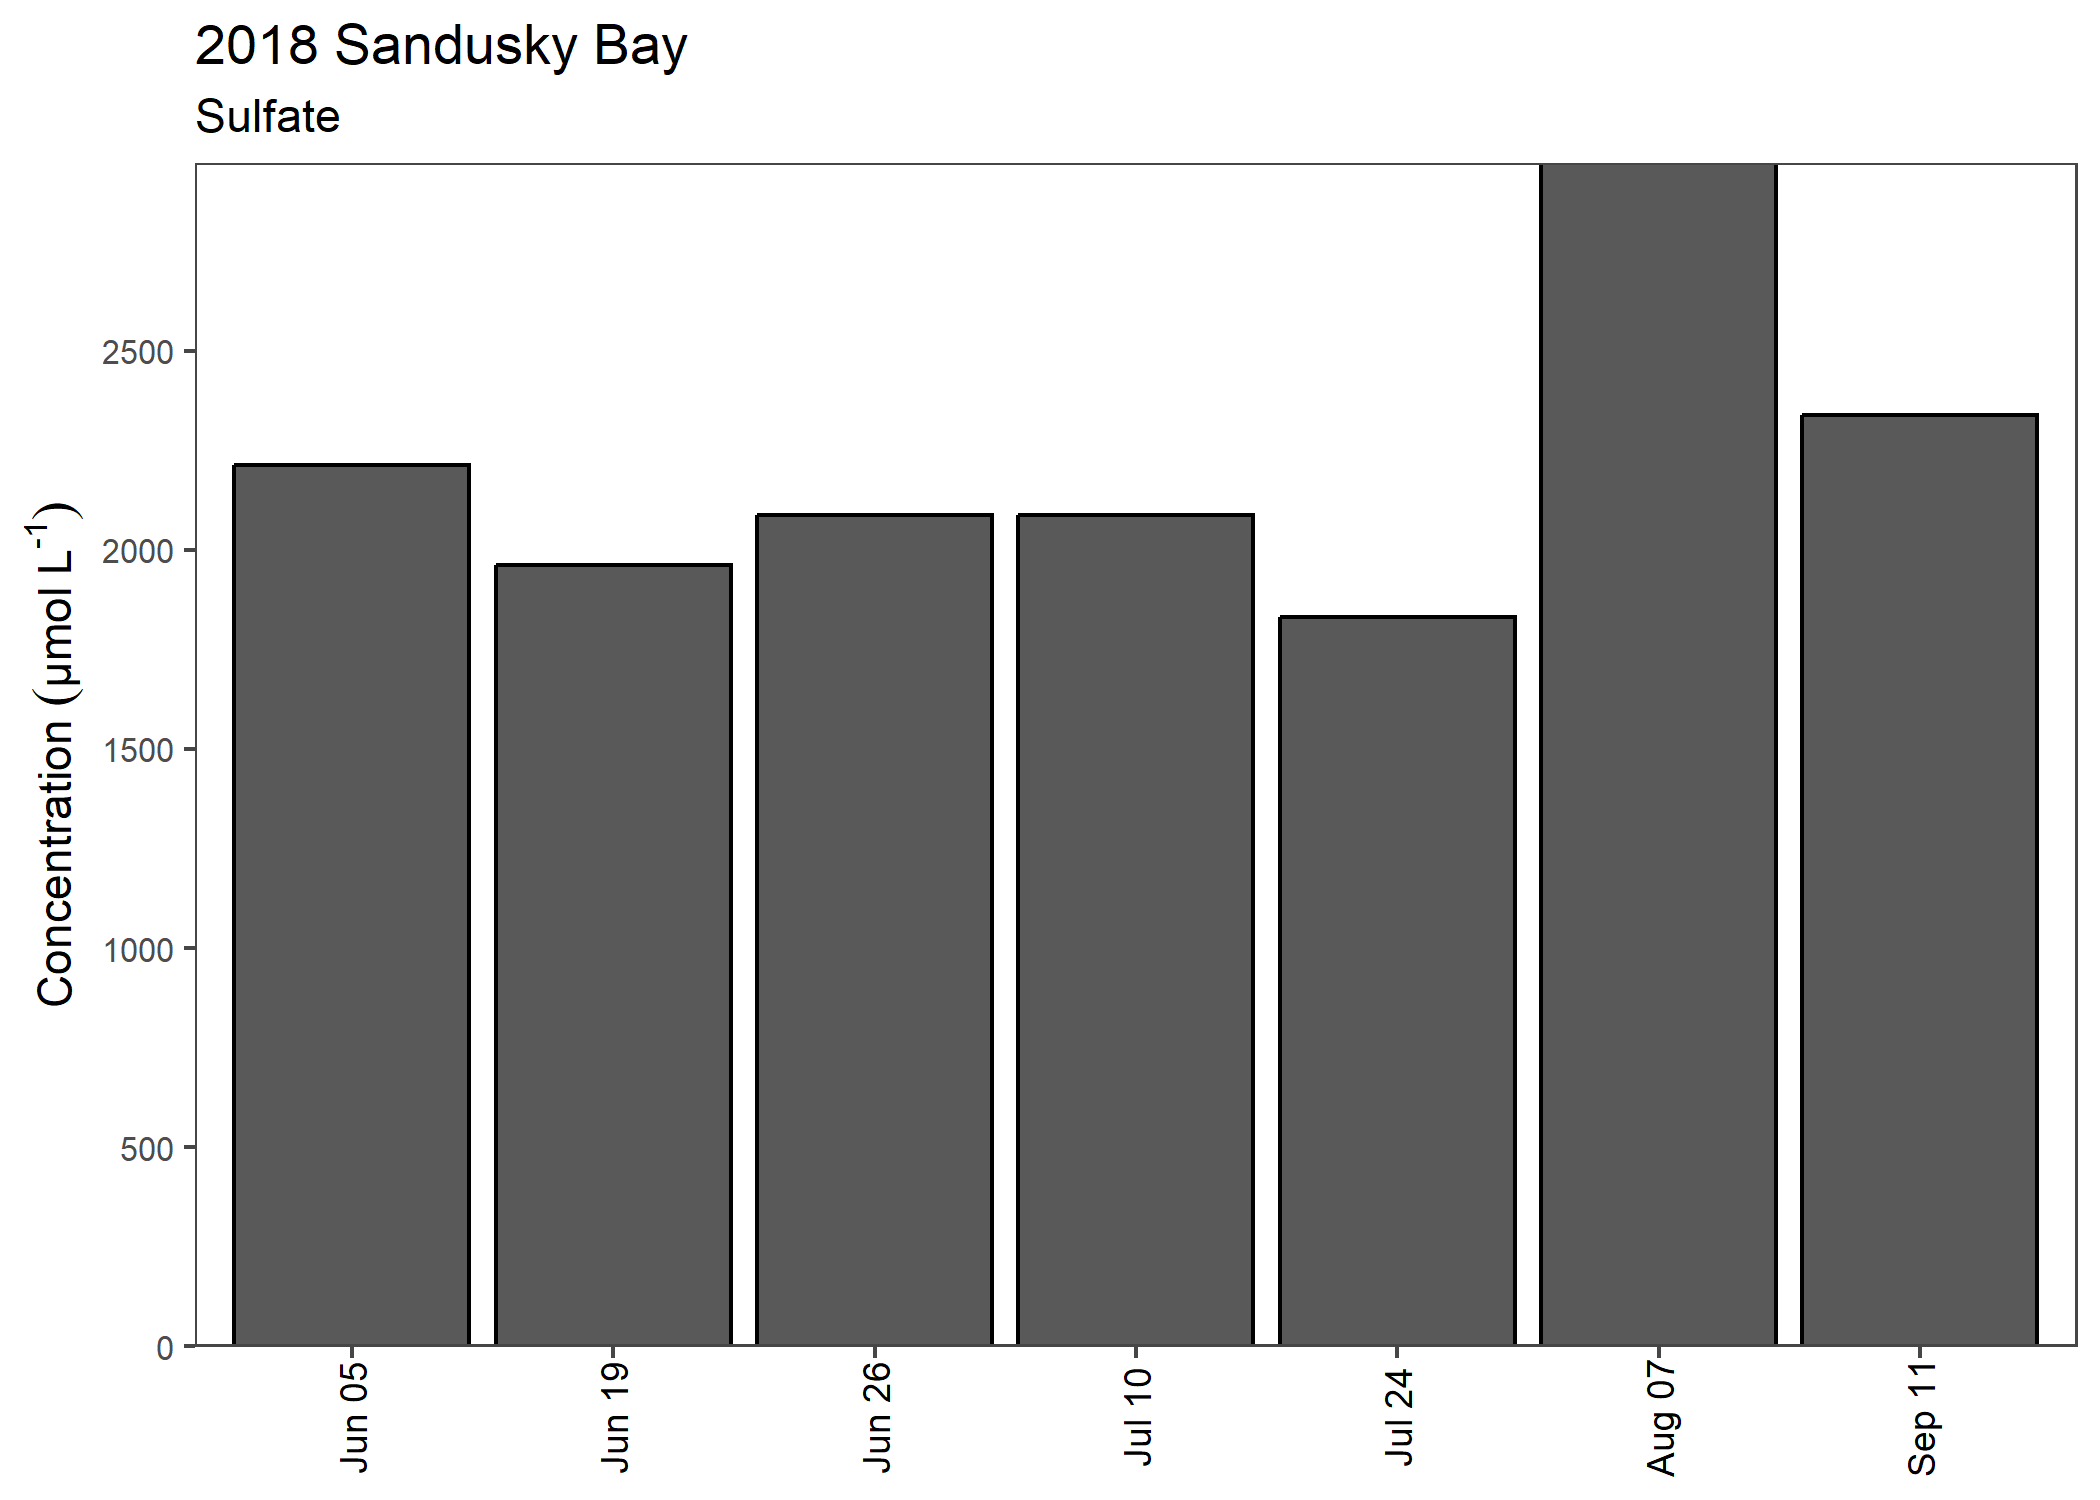 2018 Sandusky Bay
Sulfate
Concentration (µmol L⁻¹)
2500
2000
1500
1000
500
0
Jun 05
Jun 19
Jun 26
Jul 10
Jul 24
Aug 07
Sep 11